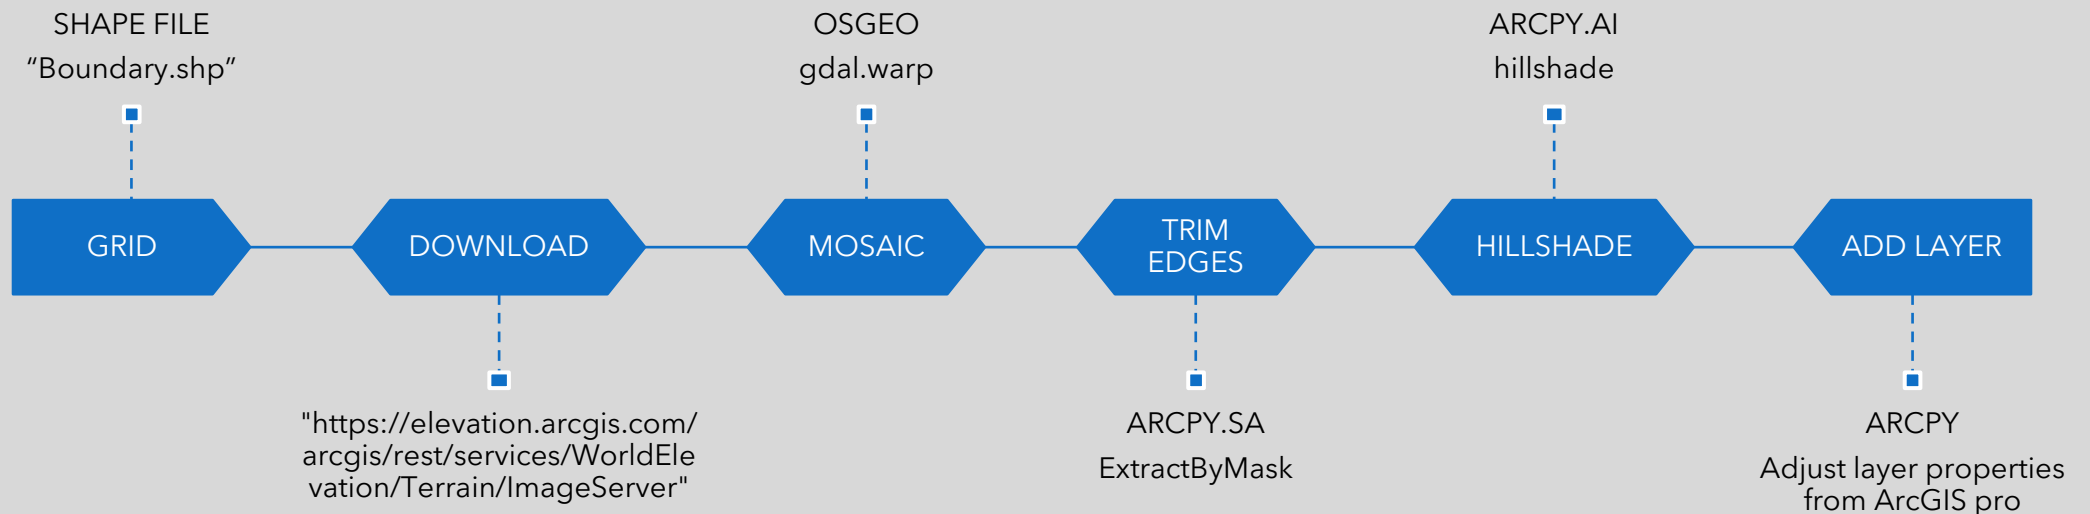 SHAPE FILE
“Boundary.shp”
OSGEO
gdal.warp
ARCPY.AI
hillshade
GRID
DOWNLOAD
MOSAIC
TRIM
EDGES
HILLSHADE
ADD LAYER
"https://elevation.arcgis.com/
arcgis/rest/services/WorldEle
vation/Terrain/ImageServer"
ARCPY.SA
ExtractByMask
ARCPY
Adjust layer properties
from ArcGIS pro